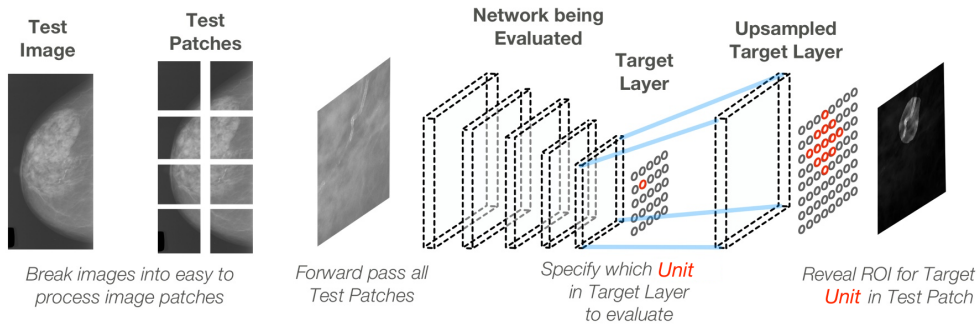 Test
Image
Test
Patches
Network being
Evaluated
Target
Layer
Upsampled
Target Layer
Break images into easy to
process image patches
Forward pass all
Test Patches
Specify which Unit
in Target Layer
to evaluate
Reveal ROI for Target
Unit in Test Patch